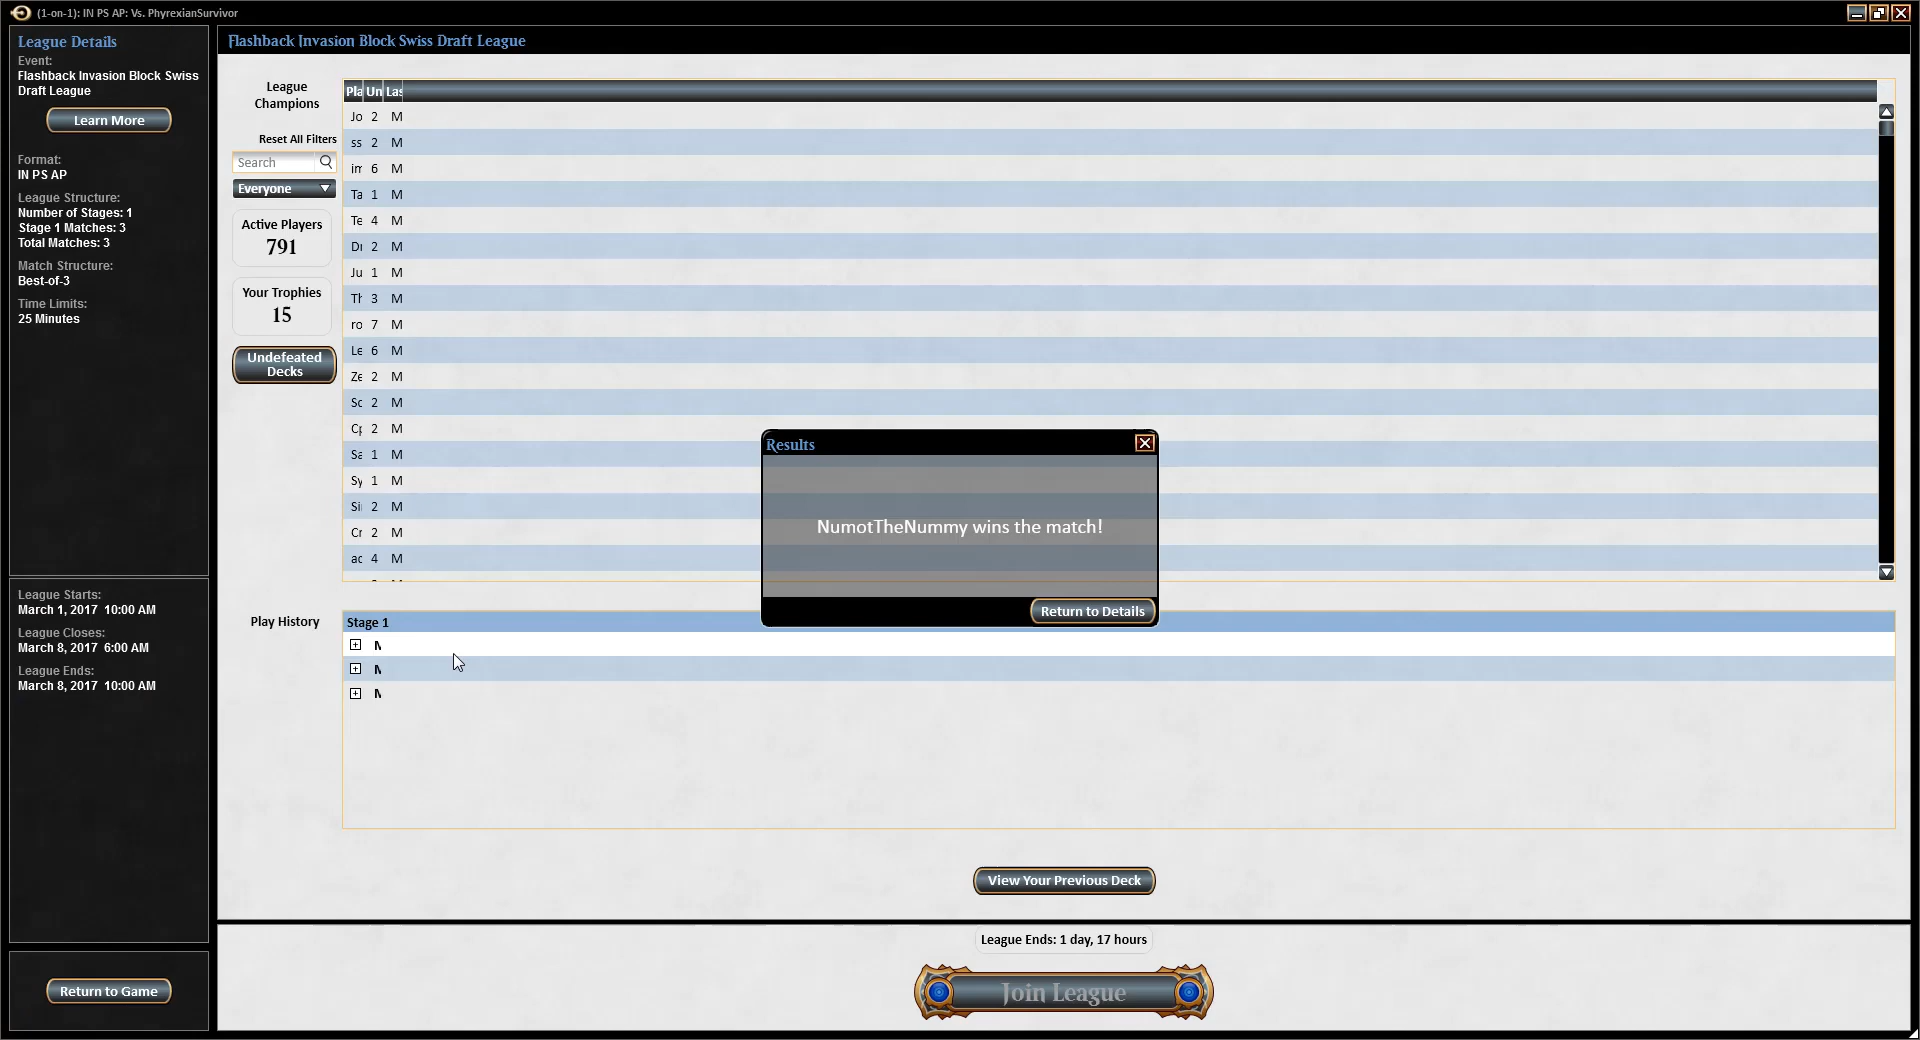 (1-on-1): IN PS AP: Vs. PhyrexianSurvivor
League Details
Event:
Flashback Invasion Block Swiss
Draft League
Learn More
Format:
IN PS AP
League Structure:
Number of Stages: 1
Stage 1 Matches: 3
Total Matches: 3
Match Structure:
Best-of-3
Time Limits:
25 Minutes
League Starts:
March 1, 2017 10:00 AM
League Closes:
March 8, 2017 6:00 AM
League Ends:
March 8, 2017 10:00 AM
Return to Game
Flashback Invasion Block Swiss Draft League
League
Champions
Reset All Filters
Search
Everyone
Active Players
791
Your Trophies
15
Undefeated
Decks
Pla Un Las
Jo 2 M
ss 2 M
im 6 M
Ta 1 M
Te 4 M
2 M
Ju 1 M
3 M
ro 7 M
Le 6 M
Ze 2 M
2 M
2 M
Sa 1 M
Sy 1 M
Si 2 M
Cr 2 M
4 M
Results
NumotTheNummy wins the match!
Return to Details
Play History
Stage 1
View Your Previous Deck
League Ends: 1 day, 17 hours
Join League